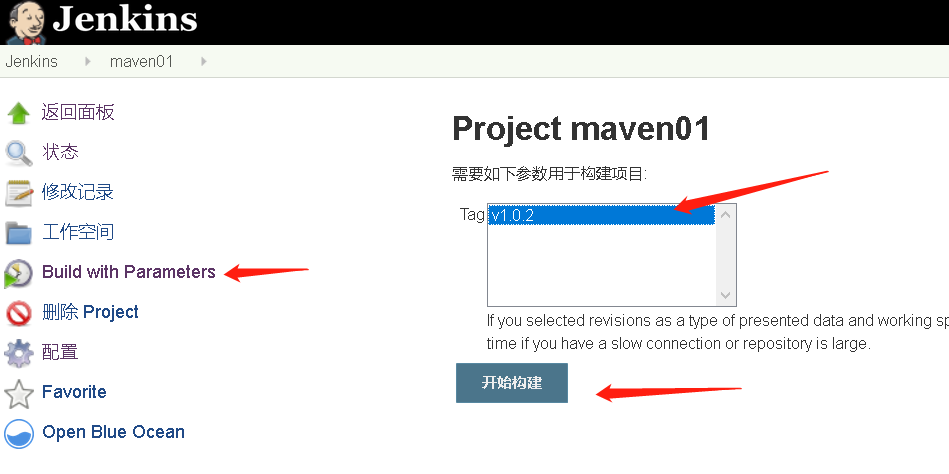 Jenkins
Jenkins maven01
返回面板
状态
修改记录
工作空间
Build with Parameters
删除 Project
配置
Favorite
Open Blue Ocean
Project maven01
需要如下参数用于构建项目:
Tag v1.0.2
If you selected revisions as a type of presented data and working sp
time if you have a slow connection or repository is large.
开始构建